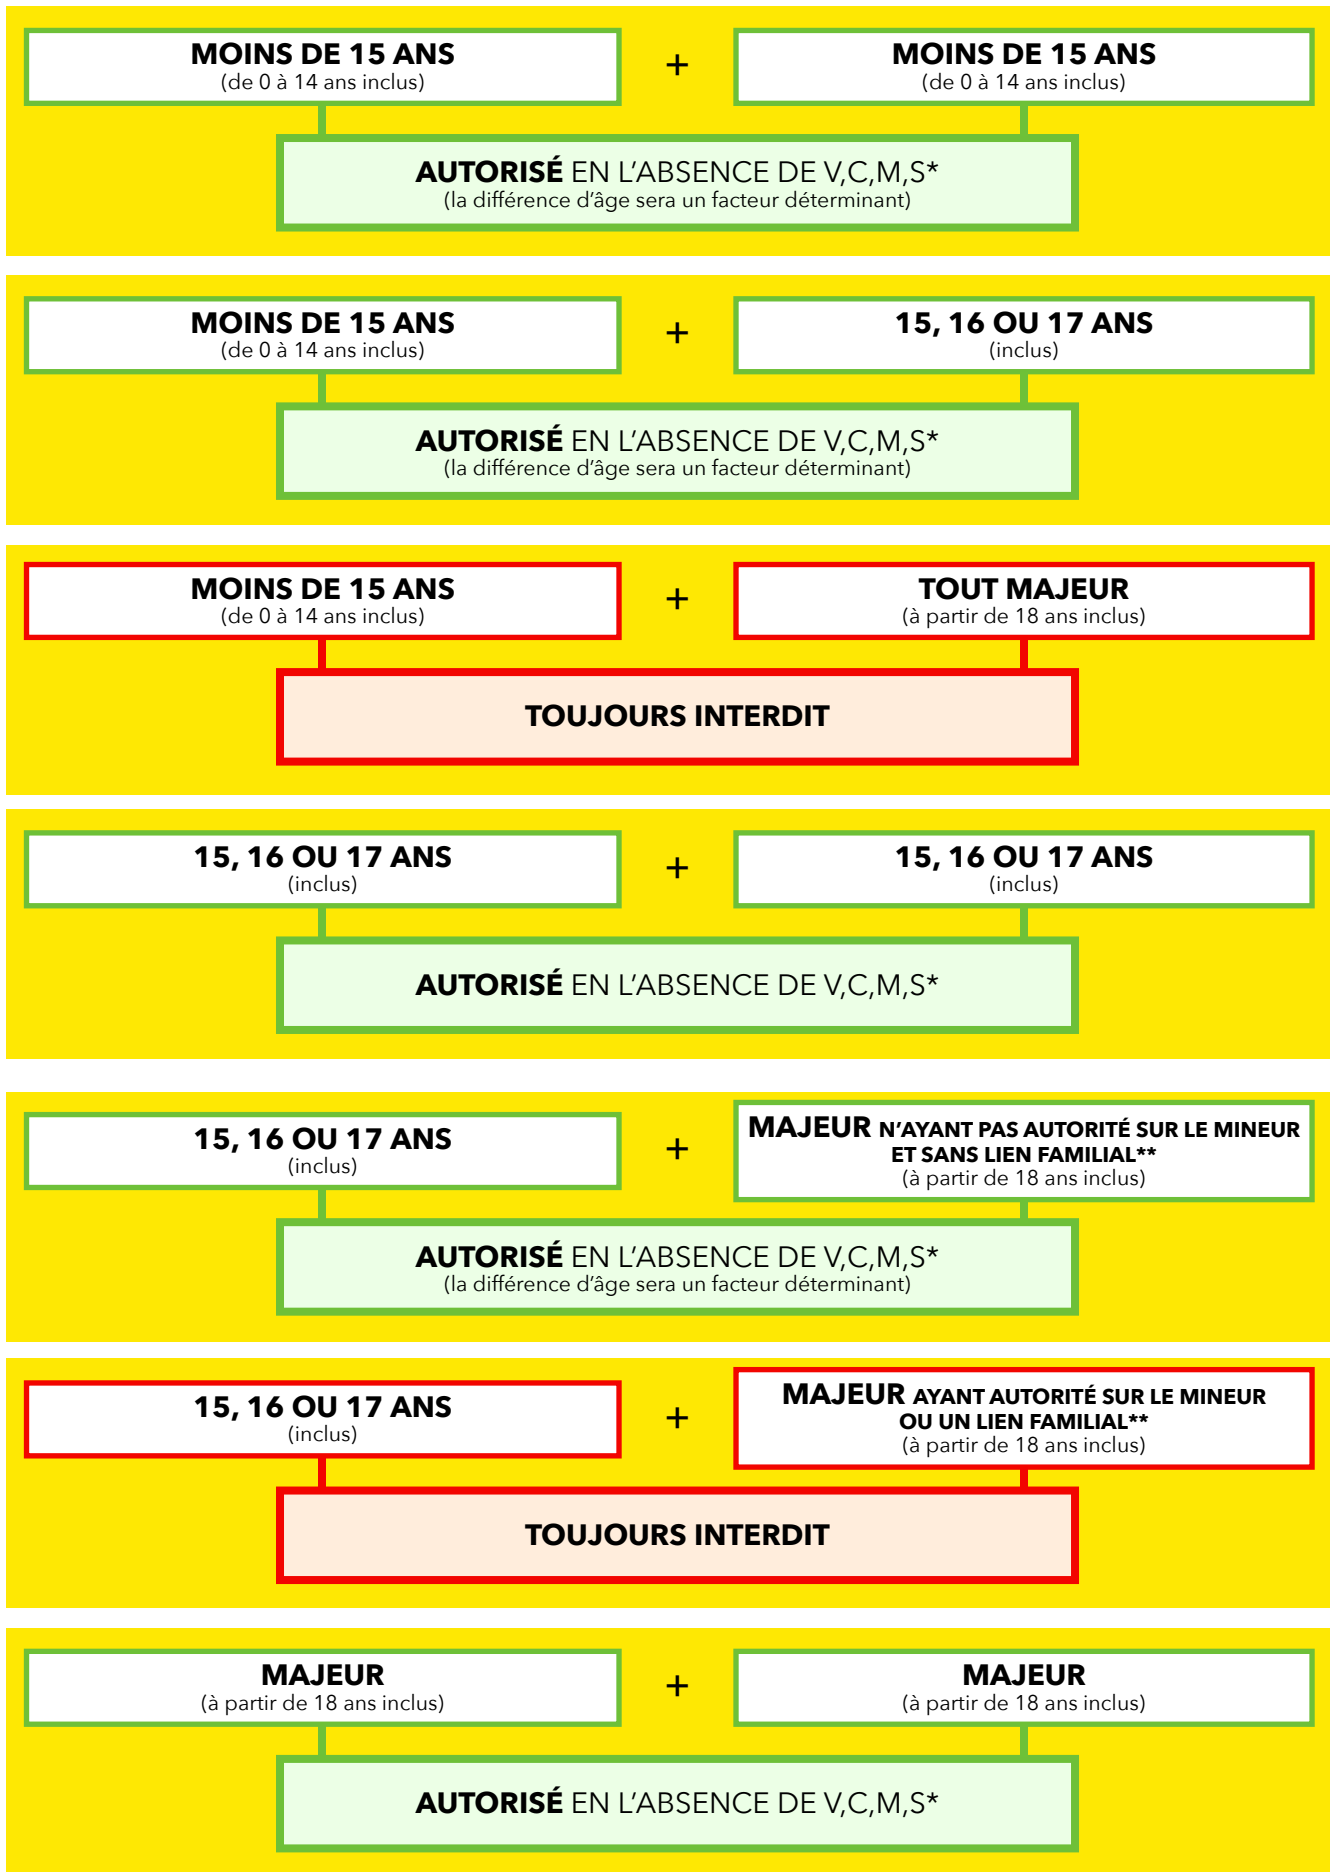 MOINS DE 15 ANS
(de 0 à 14 ans inclus)
+
MOINS DE 15 ANS
(de 0 à 14 ans inclus)
AUTORISÉ EN L'ABSENCE DE V,C,M,S*
(la différence d'âge sera un facteur déterminant)
MOINS DE 15 ANS
(de 0 à 14 ans inclus)
+
15, 16 OU 17 ANS
(inclus)
AUTORISÉ EN L'ABSENCE DE V,C,M,S*
(la différence d'âge sera un facteur déterminant)
MOINS DE 15 ANS
(de 0 à 14 ans inclus)
+
TOUT MAJEUR
(à partir de 18 ans inclus)
TOUJOURS INTERDIT
15, 16 OU 17 ANS
(inclus)
+
15, 16 OU 17 ANS
(inclus)
AUTORISÉ EN L'ABSENCE DE V,C,M,S*
15, 16 OU 17 ANS
(inclus)
+
MAJEUR N'AYANT PAS AUTORITÉ SUR LE MINEUR
ET SANS LIEN FAMILIAL**
(à partir de 18 ans inclus)
AUTORISÉ EN L'ABSENCE DE V,C,M,S*
(la différence d'âge sera un facteur déterminant)
15, 16 OU 17 ANS
(inclus)
+
MAJEUR AYANT AUTORITÉ SUR LE MINEUR
OU UN LIEN FAMILIAL**
(à partir de 18 ans inclus)
TOUJOURS INTERDIT
MAJEUR
(à partir de 18 ans inclus)
+
MAJEUR
(à partir de 18 ans inclus)
AUTORISÉ EN L'ABSENCE DE V,C,M,S*